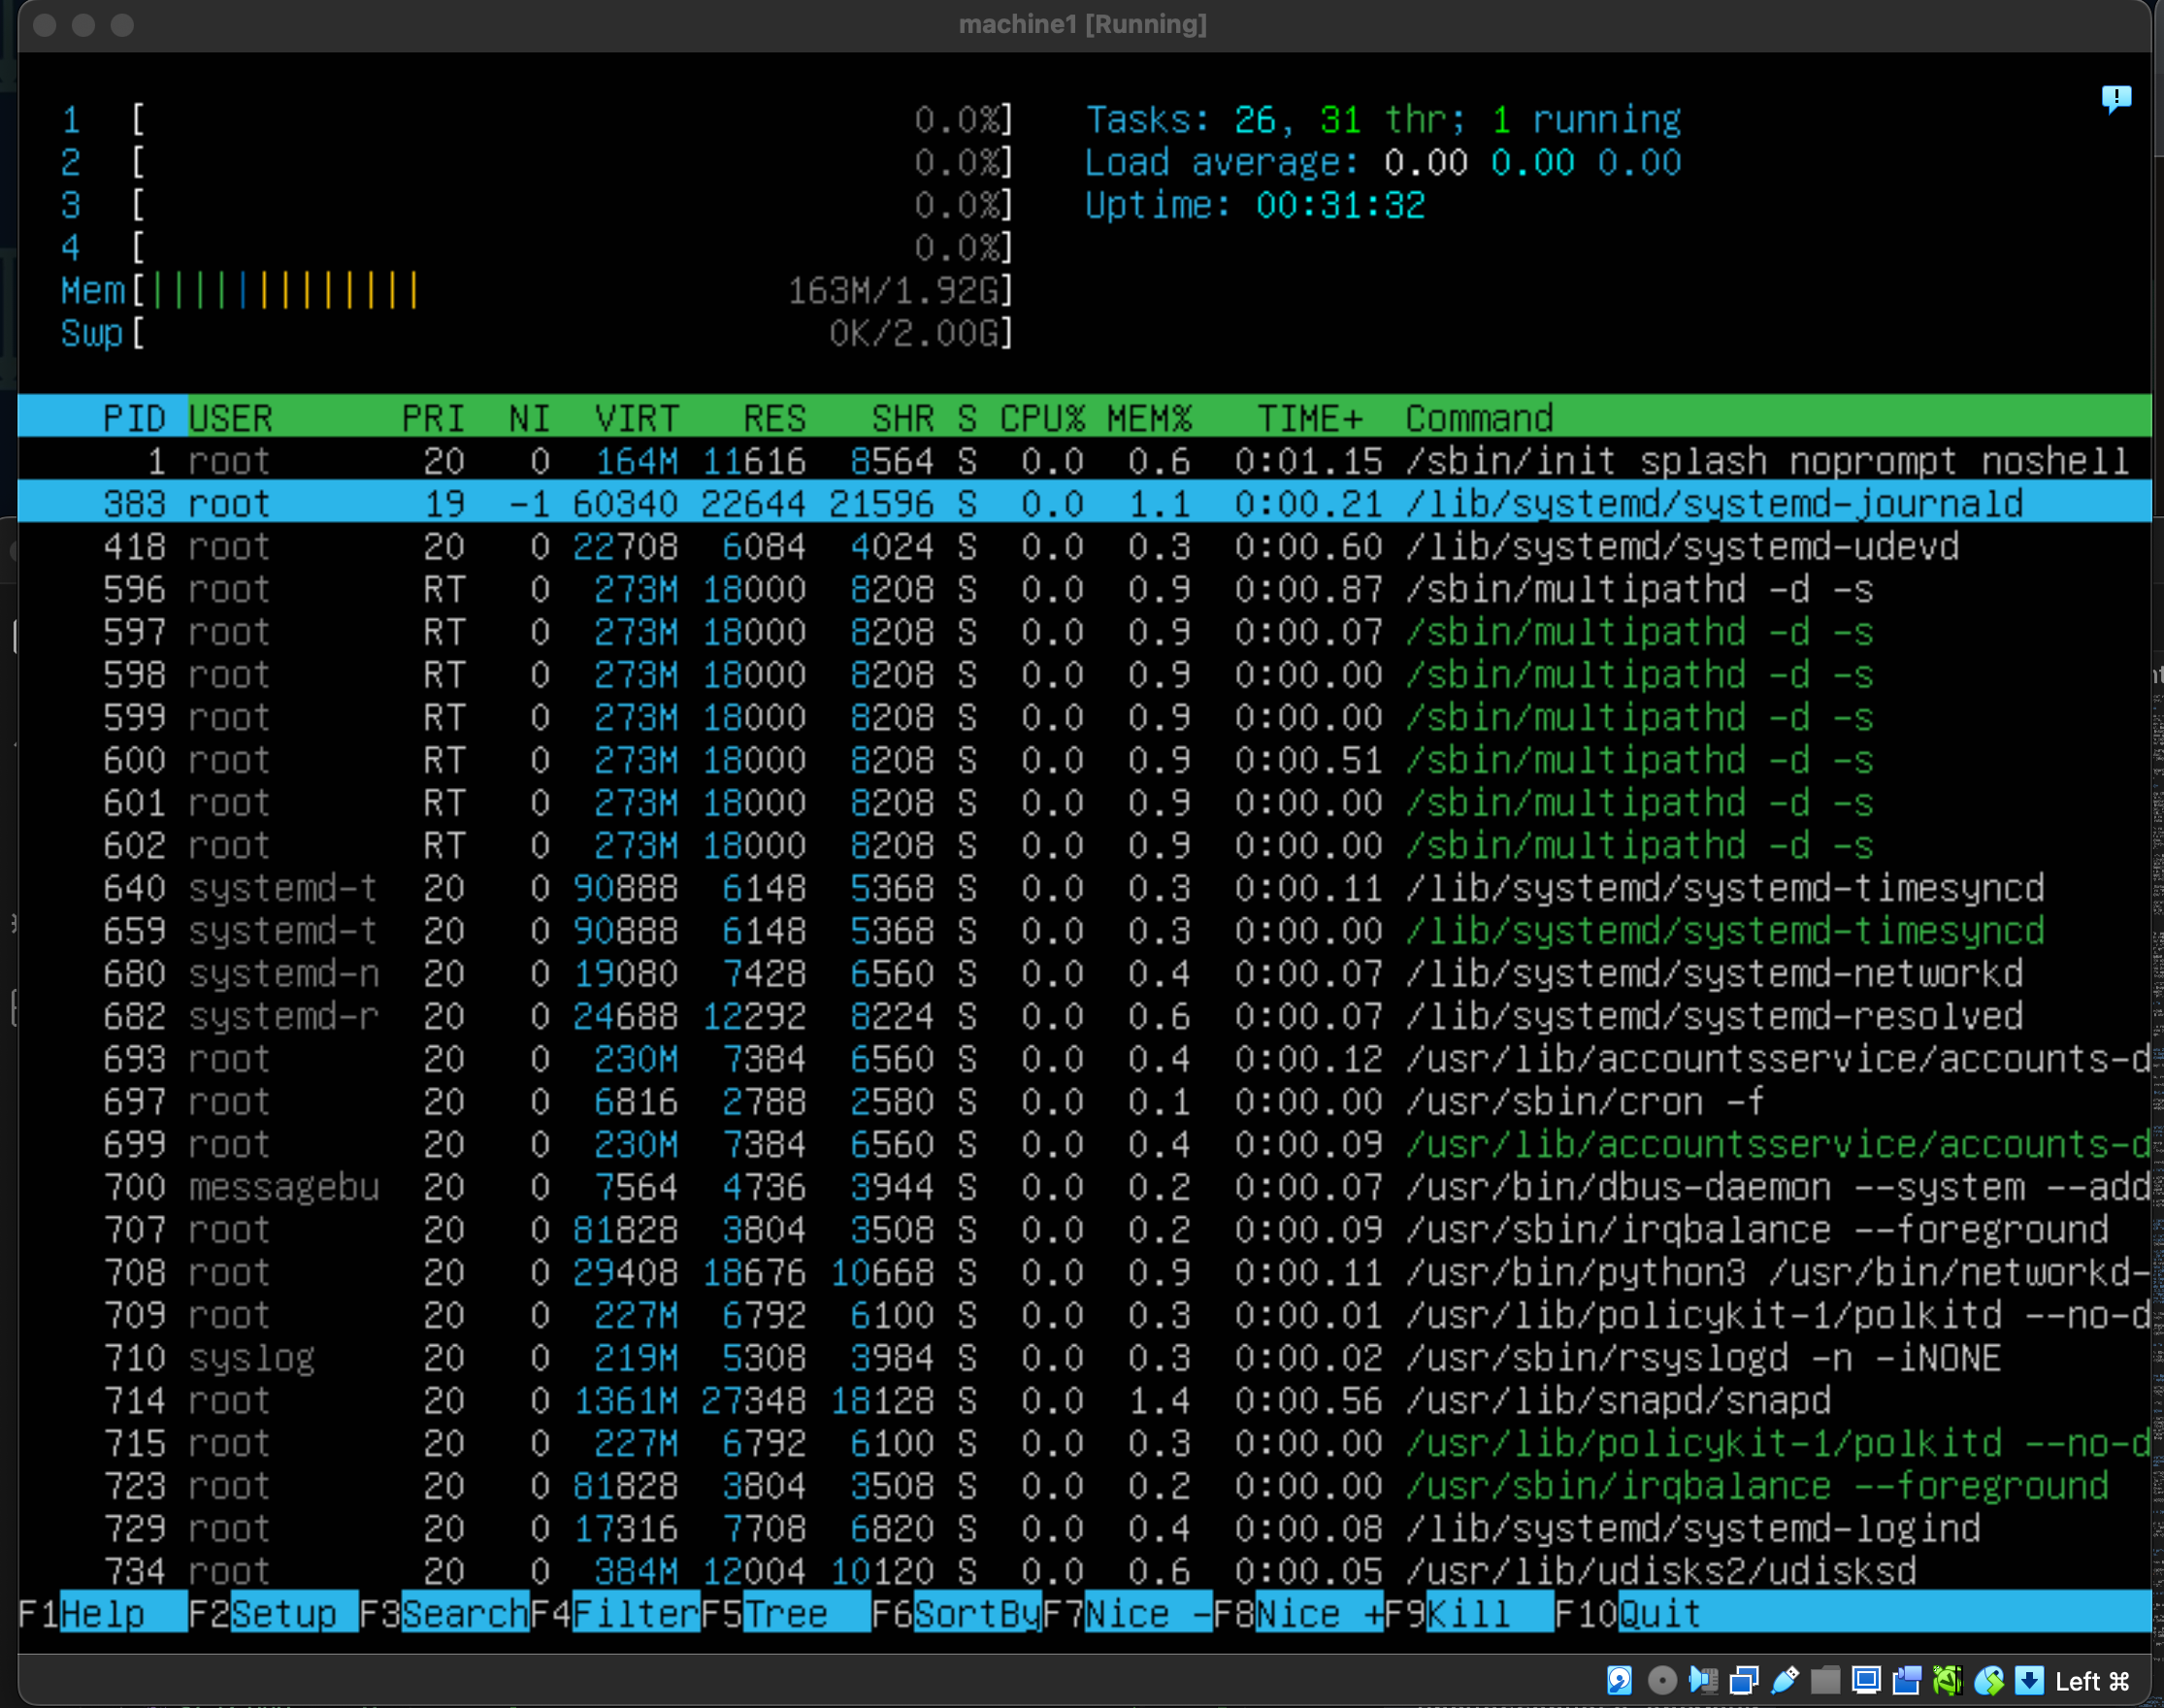 machine1 [Running]
1 [ 0.0%] Tasks: 26, 31 thr; 1 running
2 [ 0.0%] Load average: 0.00 0.00 0.00
3 [ 0.0%] Uptime: 00:31:32
4 [ 0.0%]
Mem[||||||||||||| 163M/1.92G]
Swp[ 0K/2.00G]
PID USER PRI NI VIRT RES SHR S CPU% MEM% TIME+ Command
1 root 20 0 164M 11616 8564 S 0.0 0.6 0:01.15 /sbin/init splash noprompt noshell
383 root 19 -1 60340 22644 21596 S 0.0 1.1 0:00.21 /lib/systemd/systemd-journald
418 root 20 0 22708 6084 4024 S 0.0 0.3 0:00.60 /lib/systemd/systemd-udevd
596 root RT 0 273M 18000 8208 S 0.0 0.9 0:00.87 /sbin/multipathd -d -s
597 root RT 0 273M 18000 8208 S 0.0 0.9 0:00.07 /sbin/multipathd -d -s
598 root RT 0 273M 18000 8208 S 0.0 0.9 0:00.00 /sbin/multipathd -d -s
599 root RT 0 273M 18000 8208 S 0.0 0.9 0:00.00 /sbin/multipathd -d -s
600 root RT 0 273M 18000 8208 S 0.0 0.9 0:00.51 /sbin/multipathd -d -s
601 root RT 0 273M 18000 8208 S 0.0 0.9 0:00.00 /sbin/multipathd -d -s
602 root RT 0 273M 18000 8208 S 0.0 0.9 0:00.00 /sbin/multipathd -d -s
640 systemd-t 20 0 90888 6148 5368 S 0.0 0.3 0:00.11 /lib/systemd/systemd-timesyncd
659 systemd-t 20 0 90888 6148 5368 S 0.0 0.3 0:00.00 /lib/systemd/systemd-timesyncd
680 systemd-n 20 0 19080 7428 6560 S 0.0 0.4 0:00.07 /lib/systemd/systemd-networkd
682 systemd-r 20 0 24688 12292 8224 S 0.0 0.6 0:00.07 /lib/systemd/systemd-resolved
693 root 20 0 230M 7384 6560 S 0.0 0.4 0:00.12 /usr/lib/accountsservice/accounts-d
697 root 20 0 6816 2788 2580 S 0.0 0.1 0:00.00 /usr/sbin/cron -f
699 root 20 0 230M 7384 6560 S 0.0 0.4 0:00.09 /usr/lib/accountsservice/accounts-d
700 messagebu 20 0 7564 4736 3944 S 0.0 0.2 0:00.07 /usr/bin/dbus-daemon --system --add
707 root 20 0 81828 3804 3508 S 0.0 0.2 0:00.09 /usr/sbin/irqbalance --foreground
708 root 20 0 29408 18676 10668 S 0.0 0.9 0:00.11 /usr/bin/python3 /usr/bin/networkd-
709 root 20 0 227M 6792 6100 S 0.0 0.3 0:00.01 /usr/lib/policykit-1/polkitd --no-d
710 syslog 20 0 219M 5308 3984 S 0.0 0.3 0:00.02 /usr/sbin/rsyslogd -n -iNONE
714 root 20 0 1361M 27348 18128 S 0.0 1.4 0:00.56 /usr/lib/snapd/snapd
715 root 20 0 227M 6792 6100 S 0.0 0.3 0:00.00 /usr/lib/policykit-1/polkitd --no-d
723 root 20 0 81828 3804 3508 S 0.0 0.2 0:00.00 /usr/sbin/irqbalance --foreground
729 root 20 0 17316 7708 6820 S 0.0 0.4 0:00.08 /lib/systemd/systemd-logind
734 root 20 0 384M 12004 10120 S 0.0 0.6 0:00.05 /usr/lib/udisks2/udisksd
F1Help F2Setup F3SearchF4FilterF5Tree F6SortByF7Nice -F8Nice +F9Kill F10Quit
Left ⌘